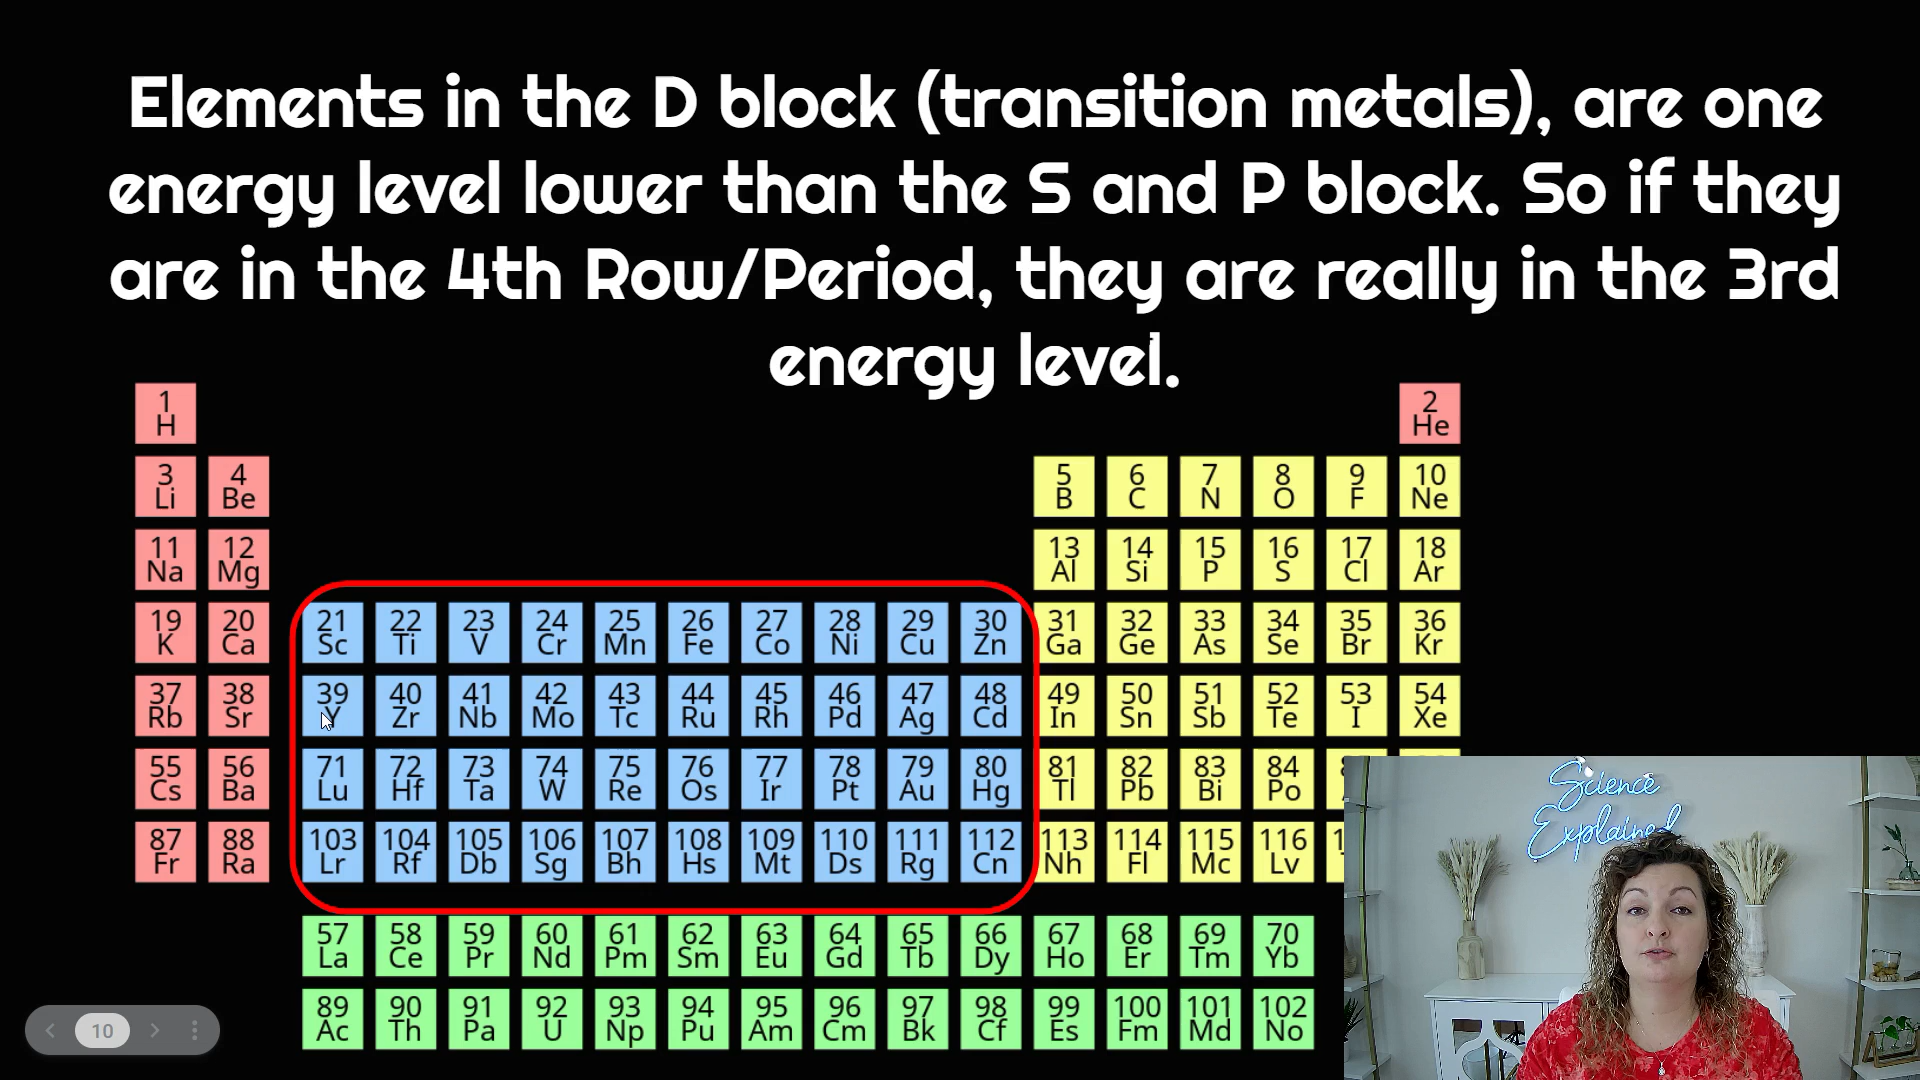 Elements in the D block (transition metals), are one
energy level lower than the S and P block. So if they
are in the 4th Row/Period, they are really in the 3rd
energy level.
1 2
H He
3 4 5 6 7 8 9 10
Li Be B C N O F Ne
11 12 13 14 15 16 17 18
Na Mg Al Si P S Cl Ar
19 20 21 22 23 24 25 26 27 28 29 30 31 32 33 34 35 36
K Ca Sc Ti V Cr Mn Fe Co Ni Cu Zn Ga Ge As Se Br Kr
37 38 39 40 41 42 43 44 45 46 47 48 49 50 51 52 53 54
Rb Sr Y Zr Nb Mo Tc Ru Rh Pd Ag Cd In Sn Sb Te I Xe
55 56 71 72 73 74 75 76 77 78 79 80 81 82 83 84
Cs Ba Lu Hf Ta W Re Os Ir Pt Au Hg Tl Pb Bi Po
87 88 103 104 105 106 107 108 109 110 111 112 113 114 115 116
Fr Ra Lr Rf Db Sg Bh Hs Mt Ds Rg Cn Nh Fl Mc Lv
57 58 59 60 61 62 63 64 65 66 67 68 69 70
La Ce Pr Nd Pm Sm Eu Gd Tb Dy Ho Er Tm Yb
89 90 91 92 93 94 95 96 97 98 99 100 101 102
Ac Th Pa U Np Pu Am Cm Bk Cf Es Fm Md No
Science
Explained
10